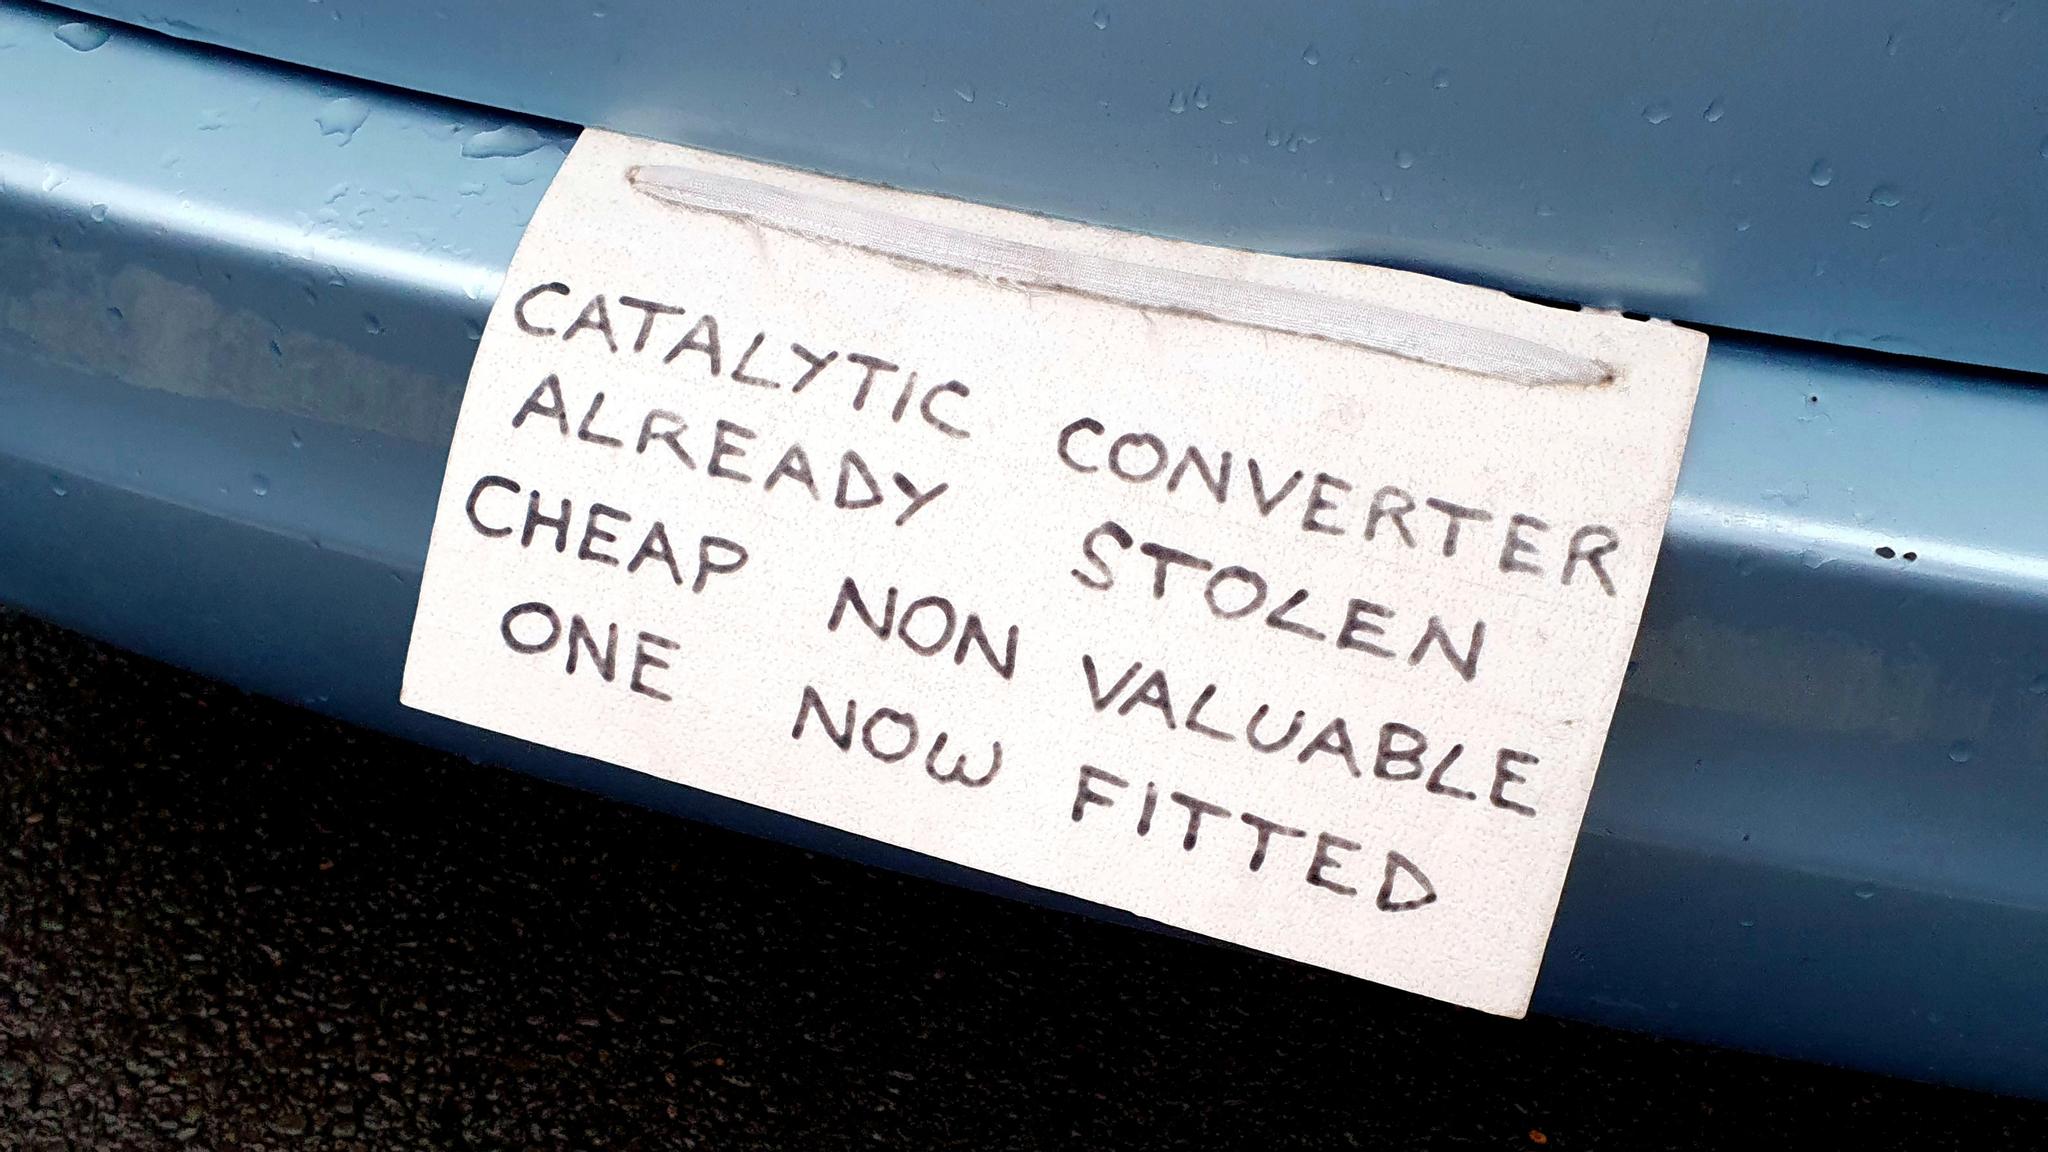 CATALYTIC CONVERTER
ALREADY STOLEN
CHEAP NON VALUABLE
ONE NOW FITTED